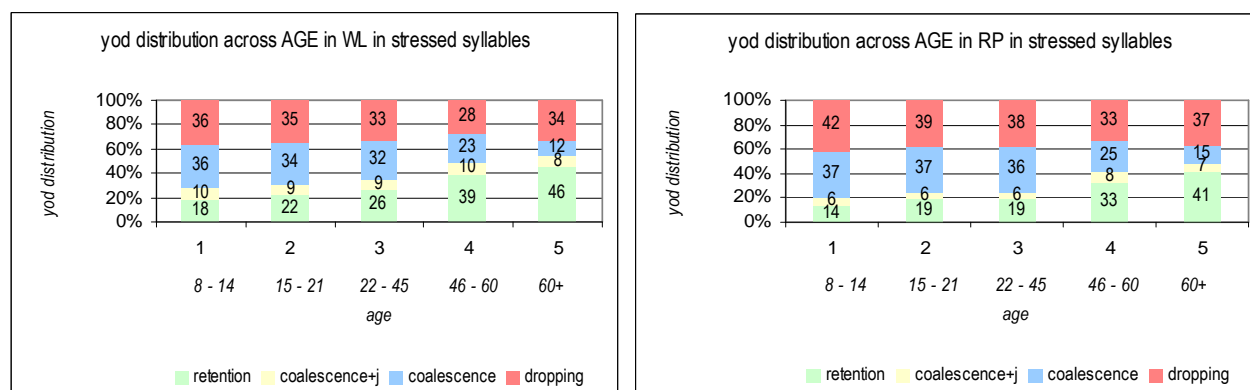 yod distribution across AGE in WL in stressed syllables
yod distribution
100%
80%
60%
40%
20%
0%
36 35 33 28 34
36 34 32 23 12
10 9 9 10 8
18 22 26 39 46
1 2 3 4 5
8 - 14 15 - 21 22 - 45 46 - 60 60+
age
retention coalescence+j coalescence dropping
yod distribution across AGE in RP in stressed syllables
yod distribution
100%
80%
60%
40%
20%
0%
42 39 38 33 37
37 37 36 25 15
6 6 6 8 7
14 19 19 33 41
1 2 3 4 5
8 - 14 15 - 21 22 - 45 46 - 60 60+
age
retention coalescence+j coalescence dropping